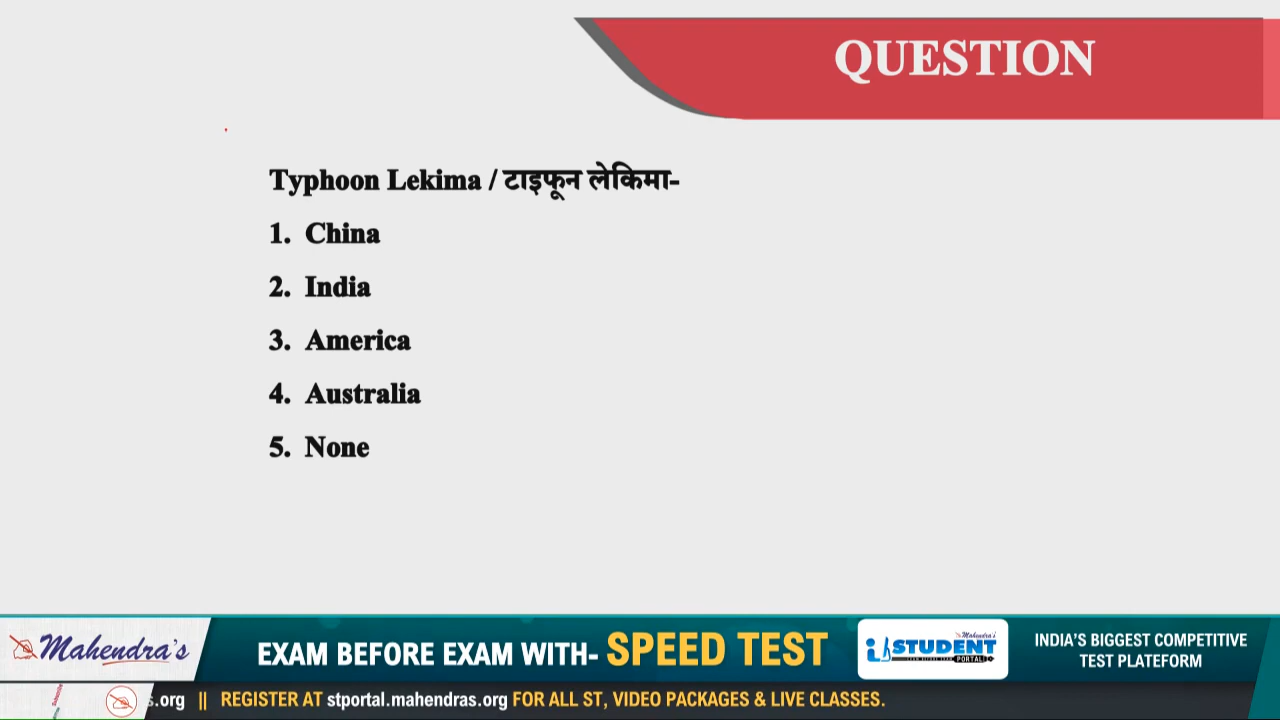 QUESTION
Typhoon Lekima / टाइफून लेकिमा-
1. China
2. India
3. America
4. Australia
5. None
Mahendra's
EXAM BEFORE EXAM WITH- SPEED TEST
Mahendra's
STUDENT
PORTAL
INDIA'S BIGGEST COMPETITIVE
TEST PLATEFORM
s.org || REGISTER AT stportal.mahendras.org FOR ALL ST, VIDEO PACKAGES & LIVE CLASSES.